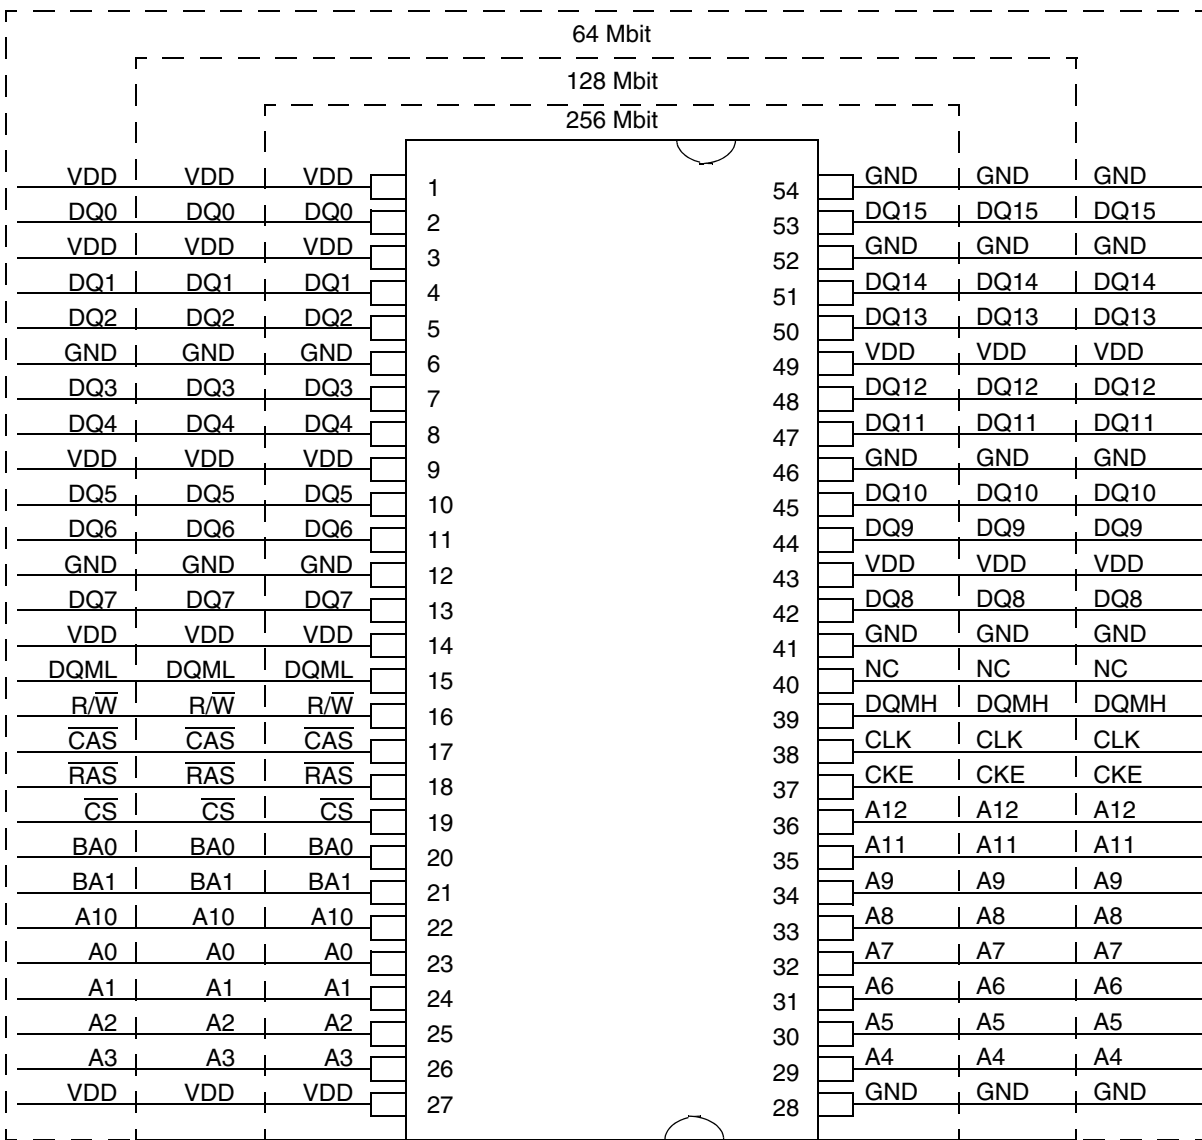 64 Mbit
128 Mbit
256 Mbit
VDD VDD VDD 1 54 GND GND GND
DQ0 DQ0 DQ0 2 53 DQ15 DQ15 DQ15
VDD VDD VDD 3 52 GND GND GND
DQ1 DQ1 DQ1 4 51 DQ14 DQ14 DQ14
DQ2 DQ2 DQ2 5 50 DQ13 DQ13 DQ13
GND GND GND 6 49 VDD VDD VDD
DQ3 DQ3 DQ3 7 48 DQ12 DQ12 DQ12
DQ4 DQ4 DQ4 8 47 DQ11 DQ11 DQ11
VDD VDD VDD 9 46 GND GND GND
DQ5 DQ5 DQ5 10 45 DQ10 DQ10 DQ10
DQ6 DQ6 DQ6 11 44 DQ9 DQ9 DQ9
GND GND GND 12 43 VDD VDD VDD
DQ7 DQ7 DQ7 13 42 DQ8 DQ8 DQ8
VDD VDD VDD 14 41 GND GND GND
DQML DQML DQML 15 40 NC NC NC
R/W̅ R/W̅ R/W̅ 16 39 DQMH DQMH DQMH
C̅A̅S̅ C̅A̅S̅ C̅A̅S̅ 17 38 CLK CLK CLK
R̅A̅S̅ R̅A̅S̅ R̅A̅S̅ 18 37 CKE CKE CKE
C̅S̅ C̅S̅ C̅S̅ 19 36 A12 A12 A12
BA0 BA0 BA0 20 35 A11 A11 A11
BA1 BA1 BA1 21 34 A9 A9 A9
A10 A10 A10 22 33 A8 A8 A8
A0 A0 A0 23 32 A7 A7 A7
A1 A1 A1 24 31 A6 A6 A6
A2 A2 A2 25 30 A5 A5 A5
A3 A3 A3 26 29 A4 A4 A4
VDD VDD VDD 27 28 GND GND GND